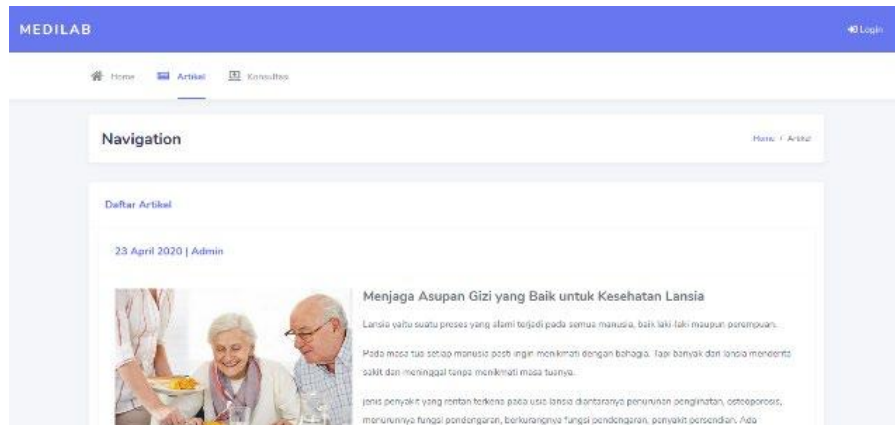 MEDILAB
Login
Home Artikel Konsultasi
Navigation
Home / Artikel
Daftar Artikel
23 April 2020 | Admin
Menjaga Asupan Gizi yang Baik untuk Kesehatan Lansia
Lansia yaitu suatu proses yang alami terjadi pada semua manusia, baik laki-laki maupun perempuan.
Pada masa tua setiap manusia pasti ingin menikmati dengan bahagia. Tapi banyak dari lansia menderita
sakit dan meninggal tanpa menikmati masa tuanya.
jenis penyakit yang rentan terkena pada usia lansia diantaranya penurunan penglihatan, osteoporosis,
menurunnya fungsi pendengaran, berkurangnya fungsi pendengaran, penyakit persendian. Ada